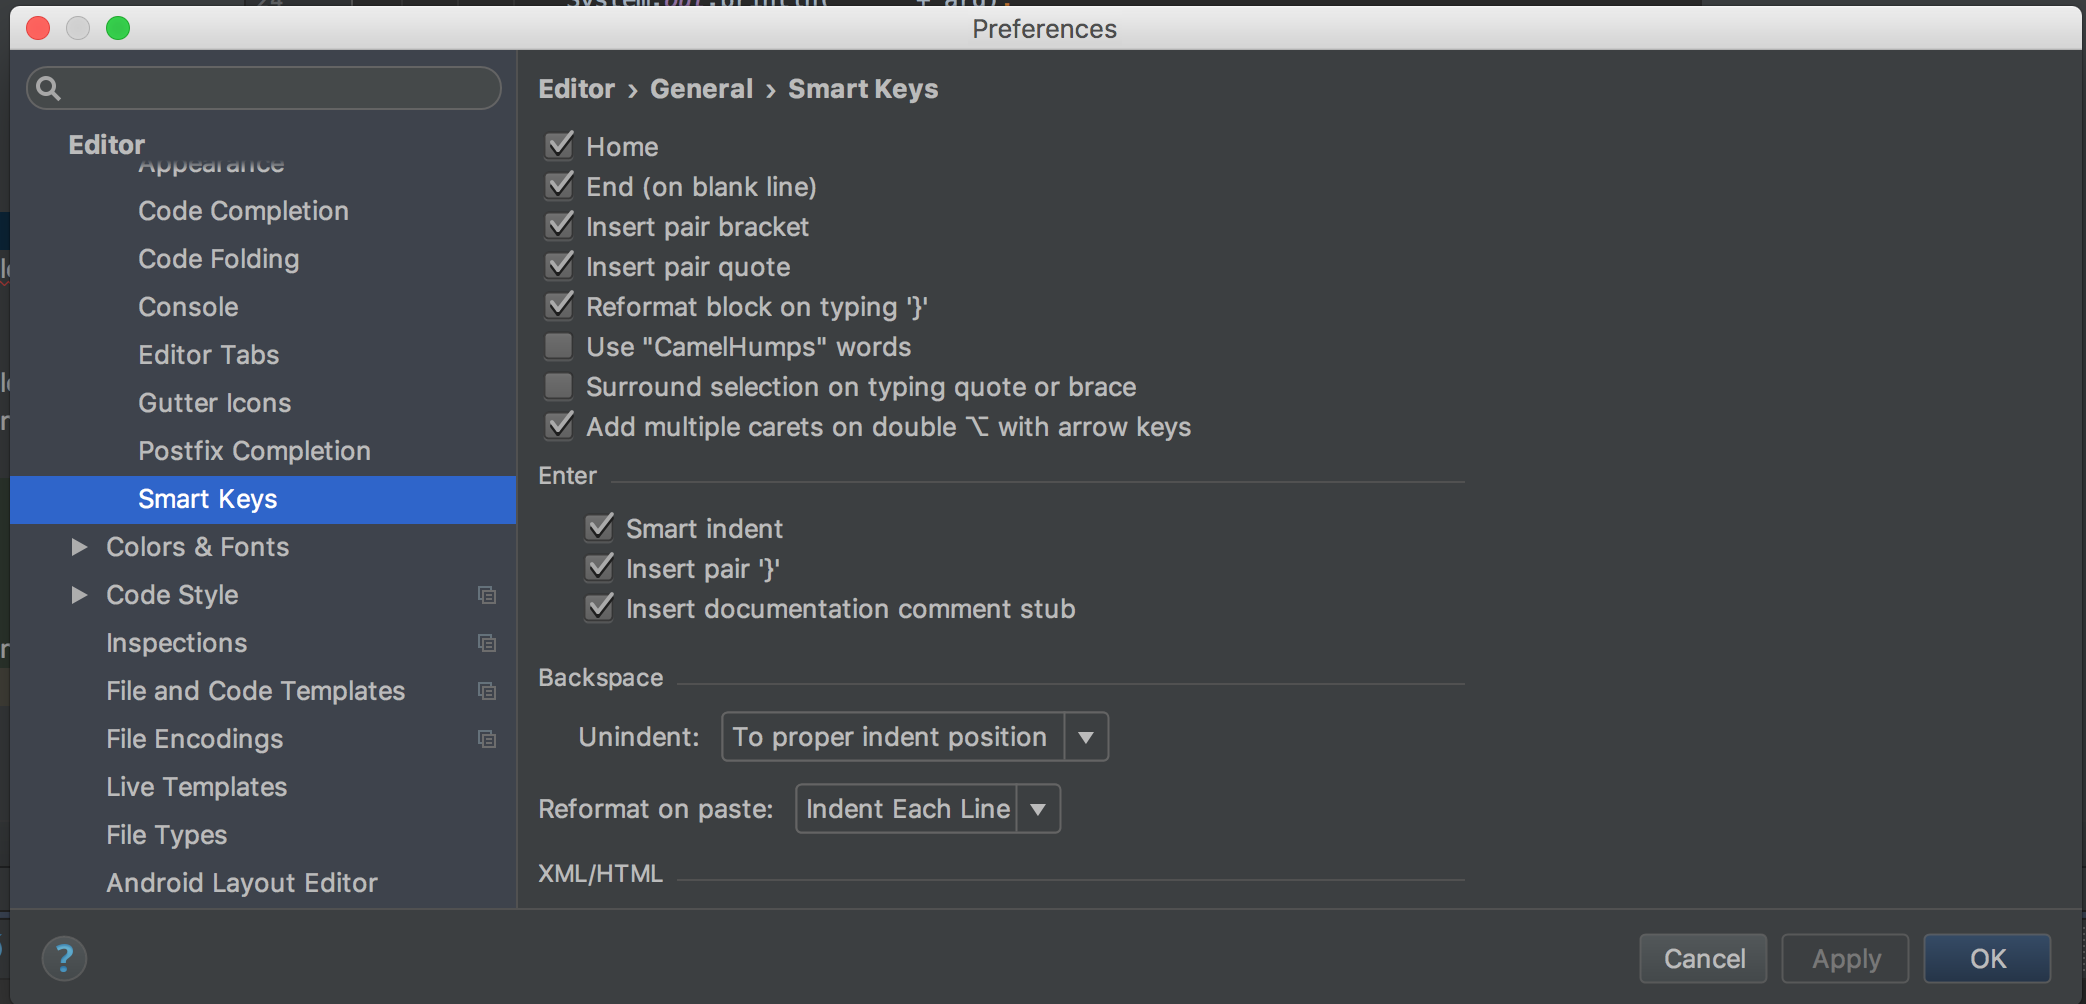 24
Preferences
Editor
Appearance
Code Completion
Code Folding
Console
Editor Tabs
Gutter Icons
Postfix Completion
Smart Keys
Colors & Fonts
Code Style
Inspections
File and Code Templates
File Encodings
Live Templates
File Types
Android Layout Editor
Editor › General › Smart Keys
Home
End (on blank line)
Insert pair bracket
Insert pair quote
Reformat block on typing '}'
Use "CamelHumps" words
Surround selection on typing quote or brace
Add multiple carets on double ⌥ with arrow keys
Enter
Smart indent
Insert pair '}'
Insert documentation comment stub
Backspace
Unindent: To proper indent position
Reformat on paste: Indent Each Line
XML/HTML
?
Cancel Apply OK